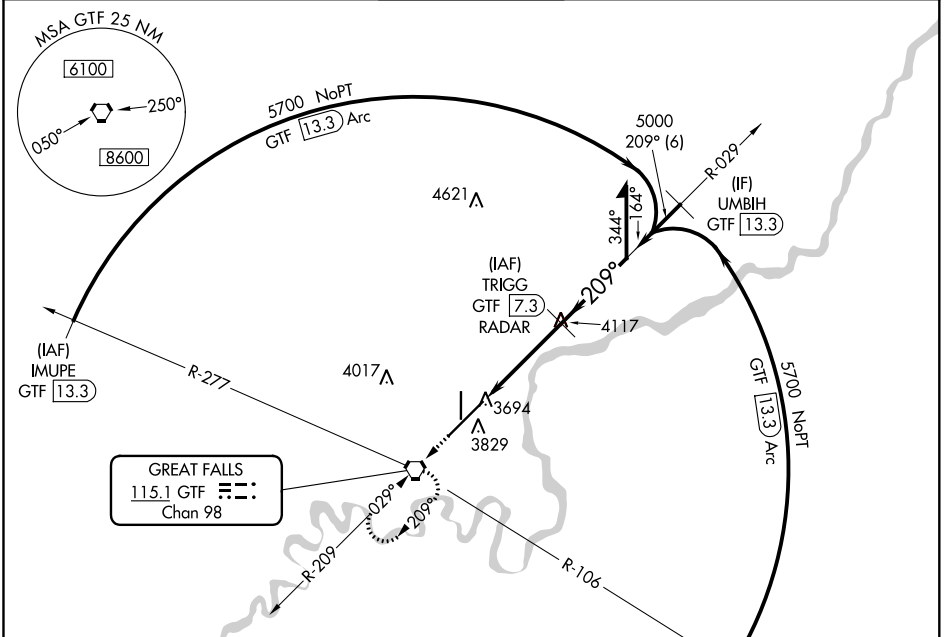 MSA GTF 25 NM
6100
250°
050°
8600
5700 NoPT
GTF 13.3 Arc
5000
209° (6)
R-029
(IF)
UMBIH
GTF 13.3
4621
344°
164°
209°
(IAF)
TRIGG
GTF 7.3
RADAR
4117
(IAF)
IMUPE
GTF 13.3
R-277
4017
3694
3829
5700 NoPT
GTF 13.3 Arc
GREAT FALLS
115.1 GTF
Chan 98
029°
209°
R-209
R-106